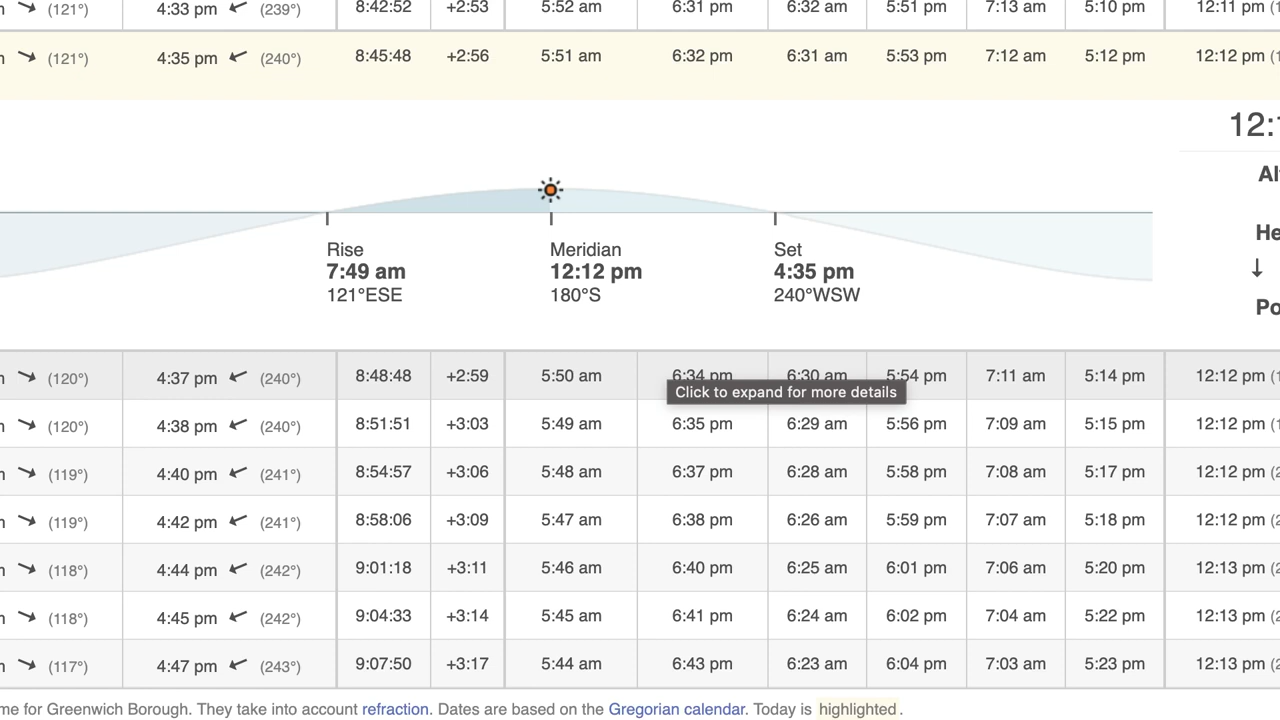 (121°) 4:33 pm (239°) 8:42:52 +2:53 5:52 am 6:31 pm 6:32 am 5:51 pm 7:13 am 5:10 pm 12:11 pm
(121°) 4:35 pm (240°) 8:45:48 +2:56 5:51 am 6:32 pm 6:31 am 5:53 pm 7:12 am 5:12 pm 12:12 pm
Rise
7:49 am
121°ESE
Meridian
12:12 pm
180°S
Set
4:35 pm
240°WSW
(120°) 4:37 pm (240°) 8:48:48 +2:59 5:50 am 6:34 pm 6:30 am 5:54 pm 7:11 am 5:14 pm 12:12 pm
Click to expand for more details
(120°) 4:38 pm (240°) 8:51:51 +3:03 5:49 am 6:35 pm 6:29 am 5:56 pm 7:09 am 5:15 pm 12:12 pm
(119°) 4:40 pm (241°) 8:54:57 +3:06 5:48 am 6:37 pm 6:28 am 5:58 pm 7:08 am 5:17 pm 12:12 pm
(119°) 4:42 pm (241°) 8:58:06 +3:09 5:47 am 6:38 pm 6:26 am 5:59 pm 7:07 am 5:18 pm 12:12 pm
(118°) 4:44 pm (242°) 9:01:18 +3:11 5:46 am 6:40 pm 6:25 am 6:01 pm 7:06 am 5:20 pm 12:13 pm
(118°) 4:45 pm (242°) 9:04:33 +3:14 5:45 am 6:41 pm 6:24 am 6:02 pm 7:04 am 5:22 pm 12:13 pm
(117°) 4:47 pm (243°) 9:07:50 +3:17 5:44 am 6:43 pm 6:23 am 6:04 pm 7:03 am 5:23 pm 12:13 pm
me for Greenwich Borough. They take into account refraction. Dates are based on the Gregorian calendar. Today is highlighted.